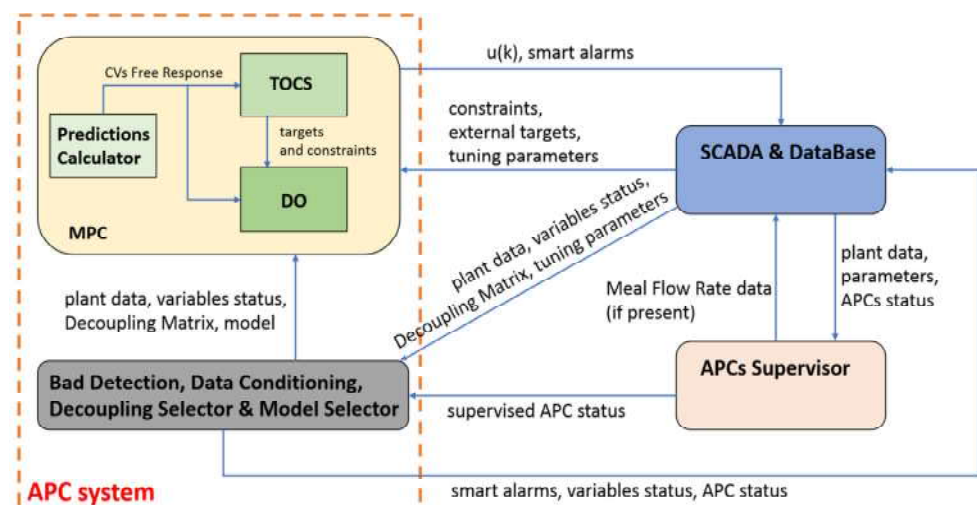 CVs Free Response
TOCS
Predictions
Calculator
targets
and constraints
DO
MPC
u(k), smart alarms
constraints,
external targets,
tuning parameters
SCADA & DataBase
plant data, variables status,
Decoupling Matrix, tuning parameters
plant data, variables status,
Decoupling Matrix, model
Meal Flow Rate data
(if present)
plant data,
parameters,
APCs status
Bad Detection, Data Conditioning,
Decoupling Selector & Model Selector
supervised APC status
APCs Supervisor
APC system
smart alarms, variables status, APC status